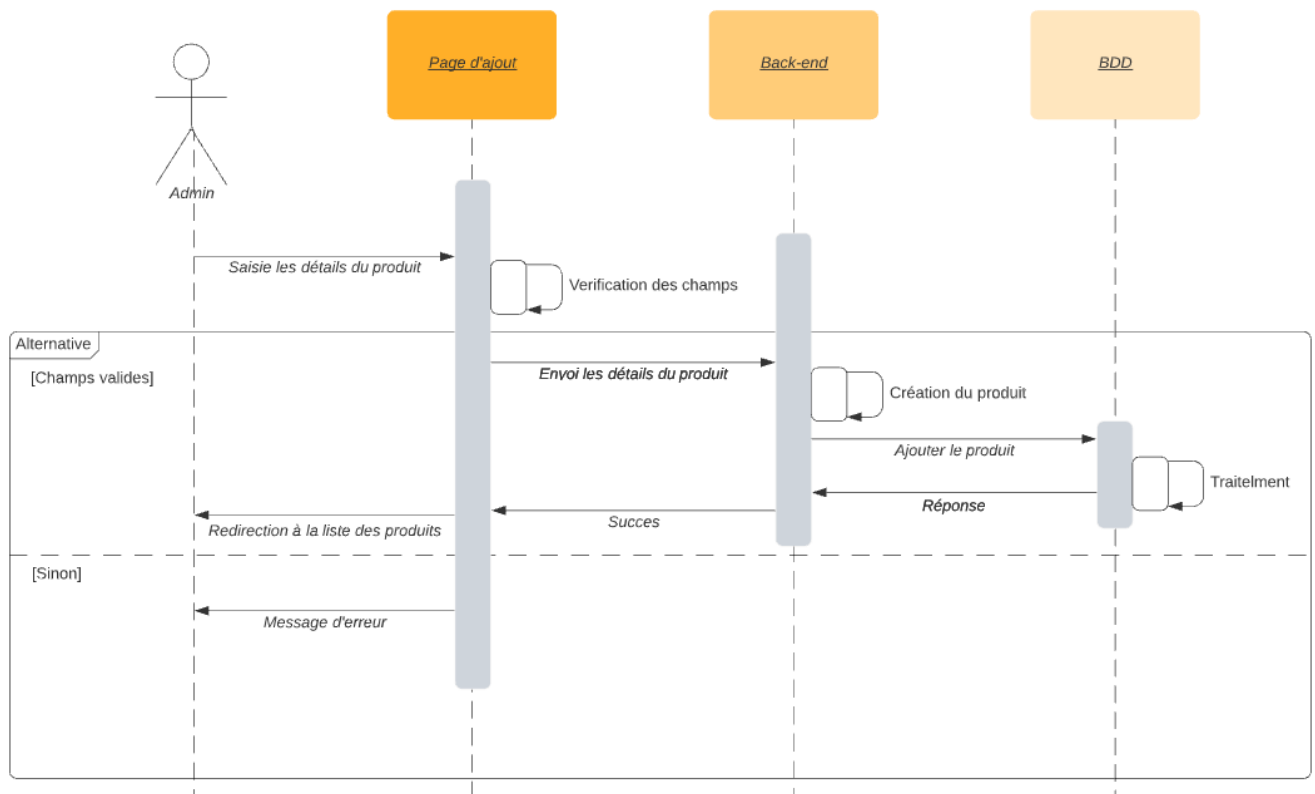 Page d'ajout
Back-end
BDD
Admin
Saisie les détails du produit
Verification des champs
Alternative
[Champs valides]
Envoi les détails du produit
Création du produit
Ajouter le produit
Traitelment
Réponse
Succes
Redirection à la liste des produits
[Sinon]
Message d'erreur